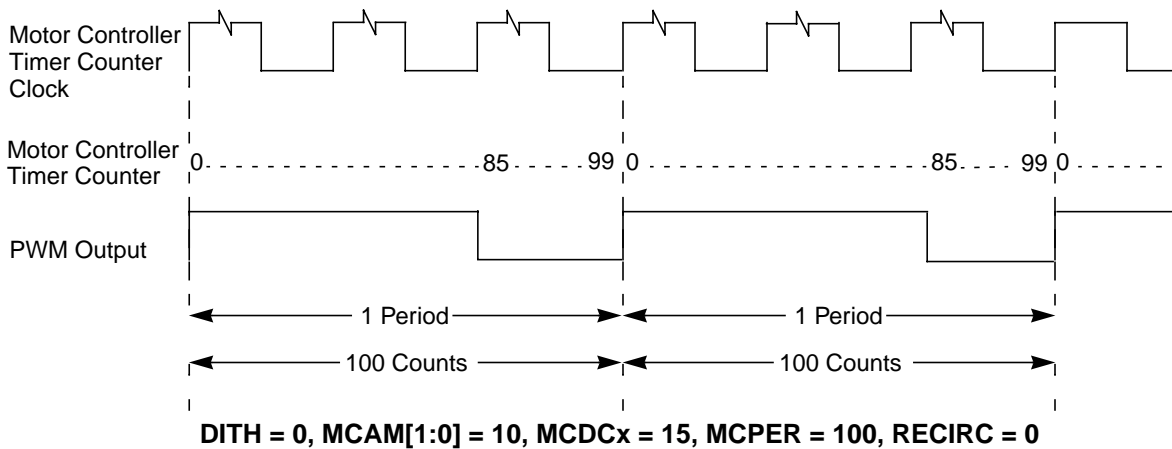 Motor Controller
Timer Counter
Clock
Motor Controller
Timer Counter
0 85 99 0 85 99 0
PWM Output
1 Period 1 Period
100 Counts 100 Counts
DITH = 0, MCAM[1:0] = 10, MCDCx = 15, MCPER = 100, RECIRC = 0